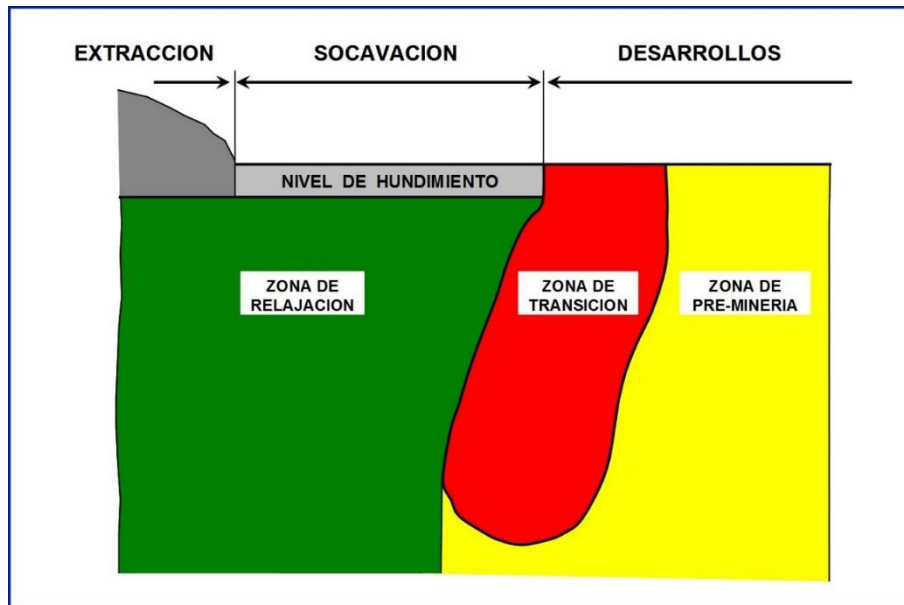 EXTRACCION
SOCAVACION
DESARROLLOS
NIVEL DE HUNDIMIENTO
ZONA DE
RELAJACION
ZONA DE
TRANSICION
ZONA DE
PRE-MINERIA